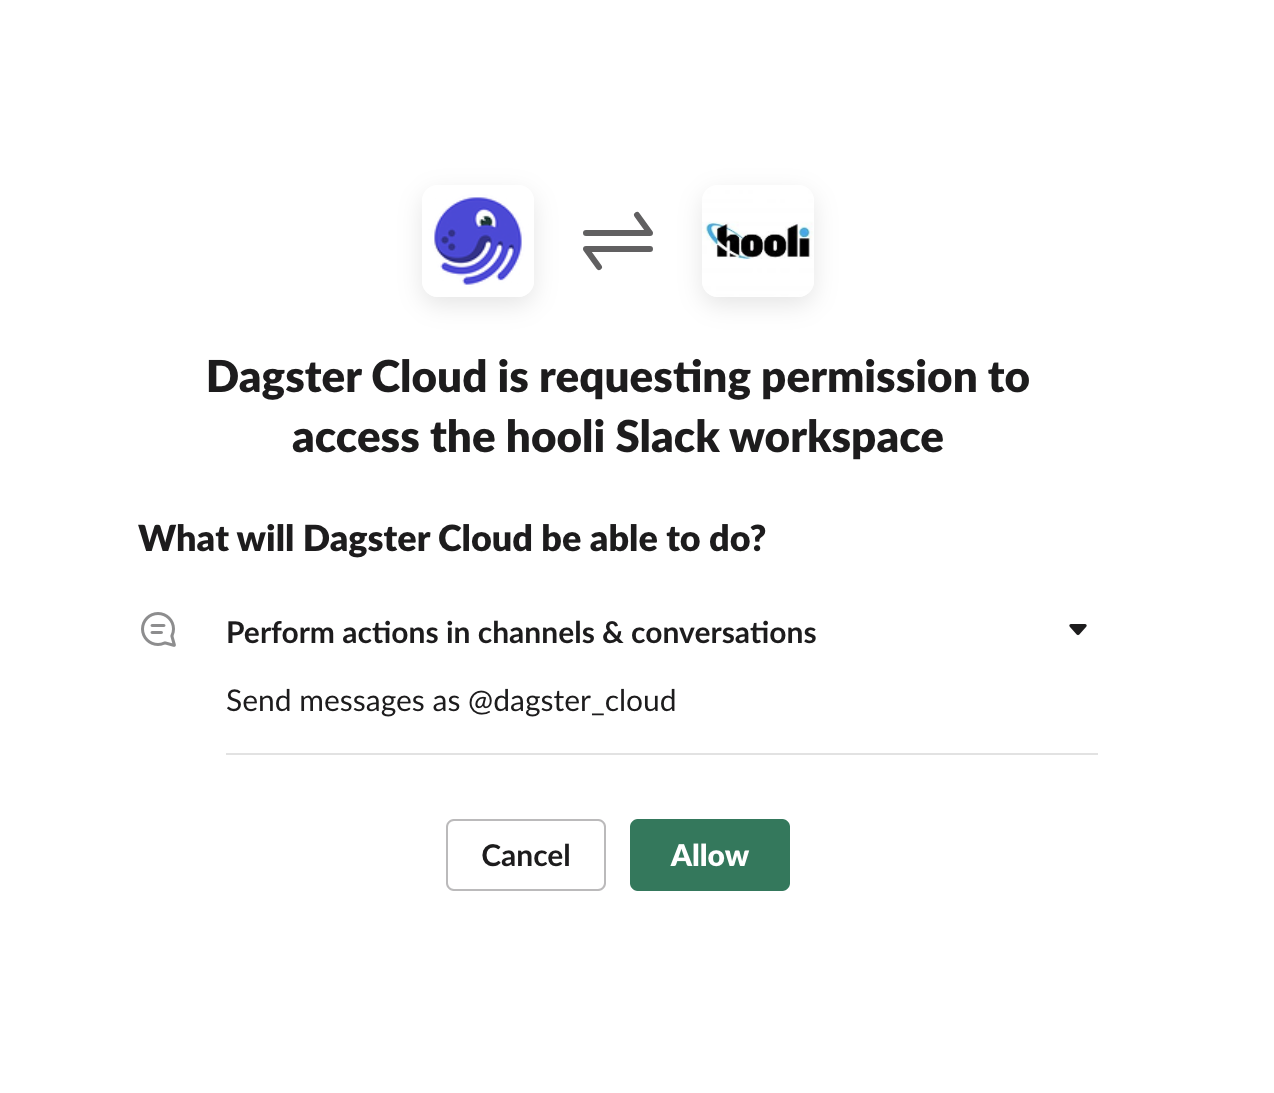 hooli
Dagster Cloud is requesting permission to
access the hooli Slack workspace
What will Dagster Cloud be able to do?
Perform actions in channels & conversations
Send messages as @dagster_cloud
Cancel
Allow